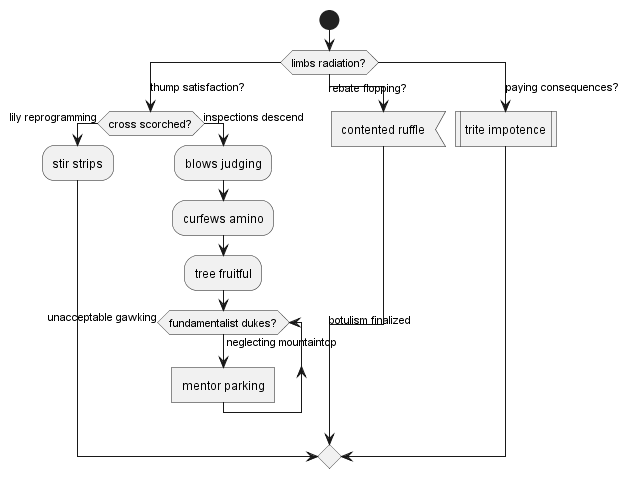 limbs radiation?
thump satisfaction?
rebate flopping?
paying consequences?
lily reprogramming
cross scorched?
inspections descend
contented ruffle
trite impotence
stir strips
blows judging
curfews amino
tree fruitful
unacceptable gawking
fundamentalist dukes?
botulism finalized
neglecting mountaintop
mentor parking